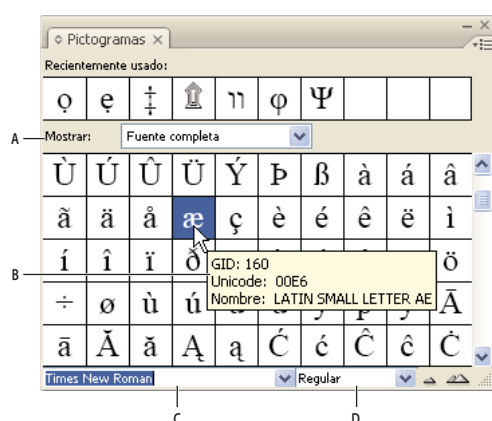 Pictogramas
Recientemente usado:
ọ ẹ ‡ ⇮ װ φ Ψ
A
Mostrar: Fuente completa
Ù Ú Û Ü Ý Þ ß à á â
ã ä å æ ç è é ê ë ì
í î ï ð ö
B
GID: 160
Unicode: 00E6
Nombre: LATIN SMALL LETTER AE
÷ ø ù ú Ā
ā Ă ă Ą ą Ć ć Ĉ ĉ Ċ
Times New Roman Regular
C D